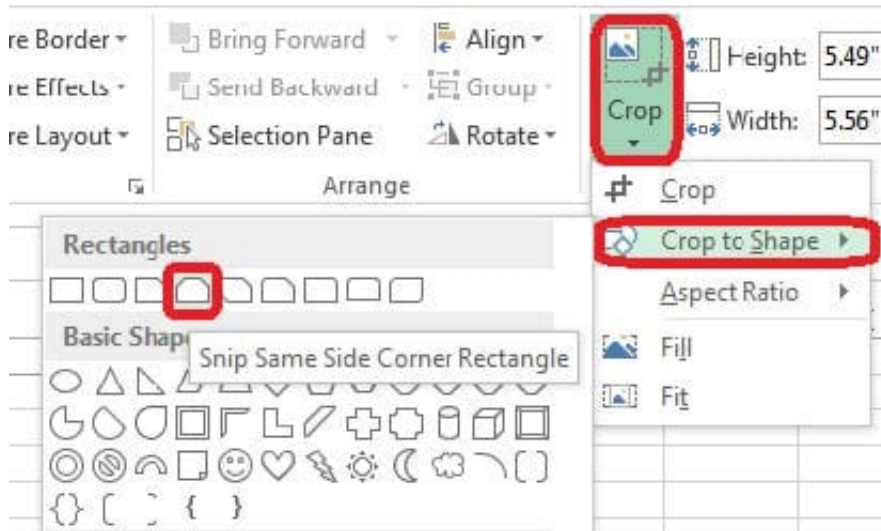 re Border
Bring Forward
Align
Crop
Height: 5.49"
re Effects
Send Backward
Group
Width: 5.56"
re Layout
Selection Pane
Rotate
Arrange
Crop
Crop to Shape
Aspect Ratio
Fill
Fit
Rectangles
Basic Shap
Snip Same Side Corner Rectangle